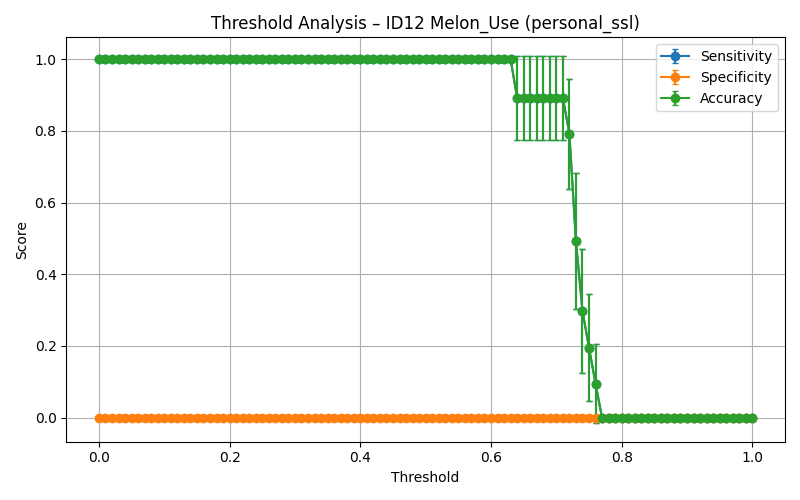 Threshold Analysis – ID12 Melon_Use (personal_ssl)
Sensitivity
Specificity
Accuracy
Score
1.0
0.8
0.6
0.4
0.2
0.0
0.0 0.2 0.4 0.6 0.8 1.0
Threshold